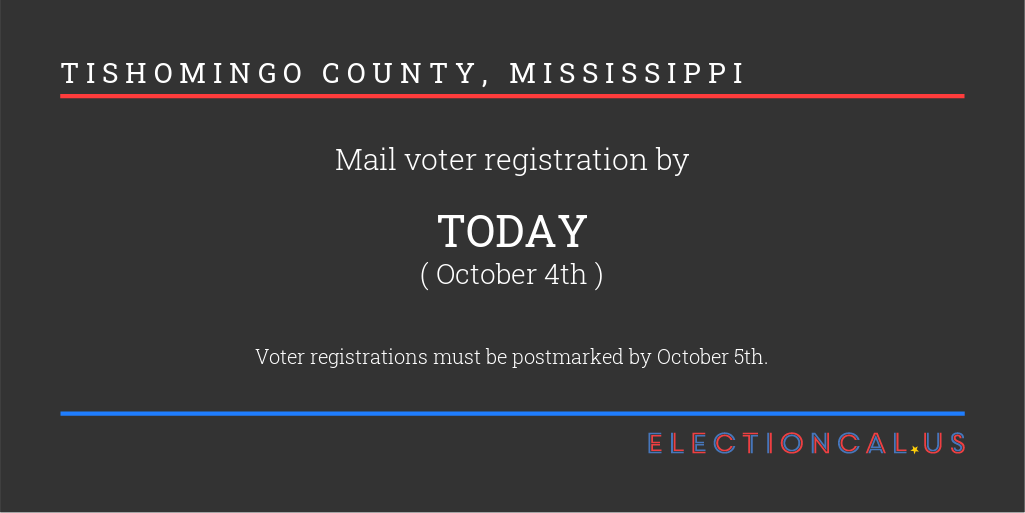 TISHOMINGO COUNTY, MISSISSIPPI
Mail voter registration by
TODAY
( October 4th )
Voter registrations must be postmarked by October 5th.
ELECTIONCAL.US